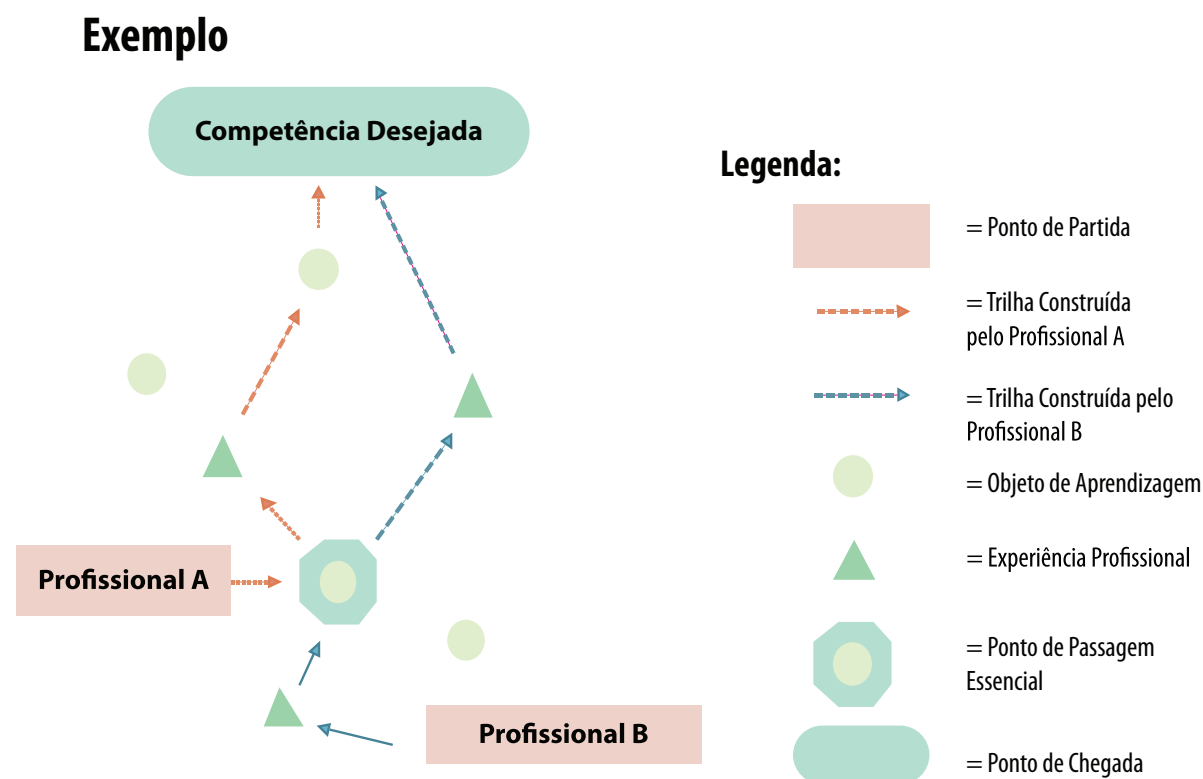 Exemplo
Competência Desejada
Profissional A
Profissional B
Legenda:
= Ponto de Partida
= Trilha Construída
pelo Profissional A
= Trilha Construída pelo
Profissional B
= Objeto de Aprendizagem
= Experiência Profissional
= Ponto de Passagem
Essencial
= Ponto de Chegada